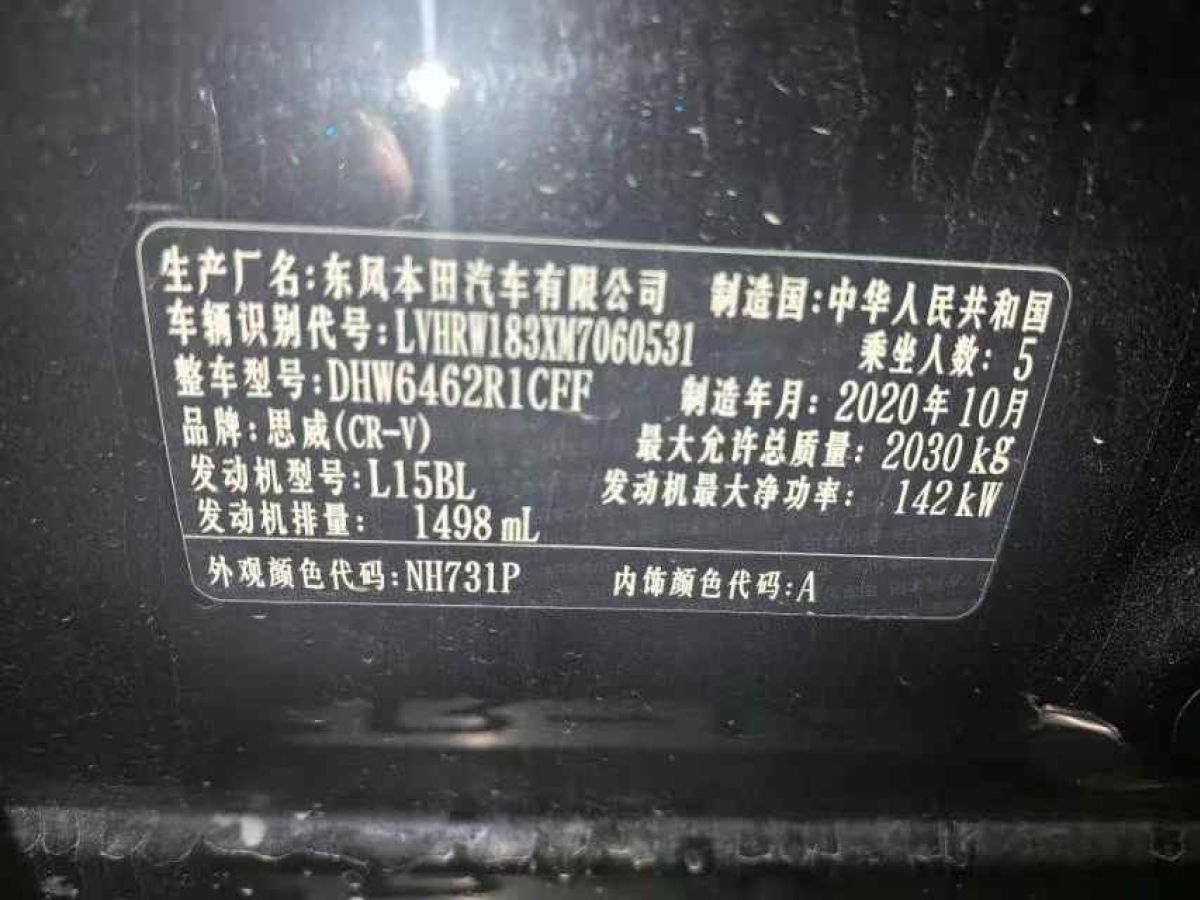 生产厂名:东风本田汽车有限公司 制造国:中华人民共和国
车辆识别代号:LVHRW183XM7060531 乘坐人数:5
整车型号:DHW6462R1CFF 制造年月:2020年10月
品牌:思威(CR-V) 最大允许总质量:2030kg
发动机型号:L15BL 发动机最大净功率:142kW
发动机排量:1498mL
外观颜色代码:NH731P 内饰颜色代码:A